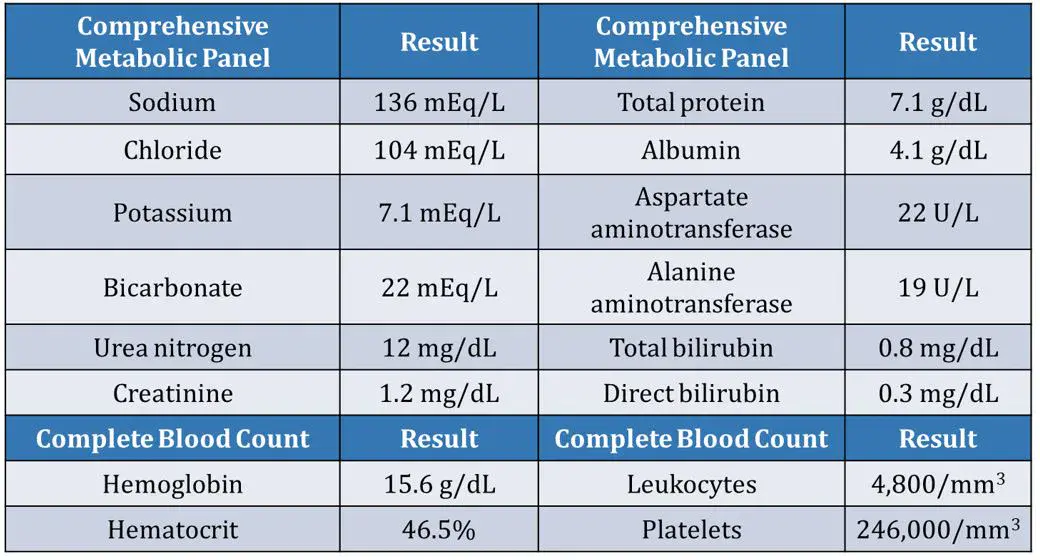 Comprehensive Metabolic Panel Result Comprehensive Metabolic Panel Result
Sodium 136 mEq/L Total protein 7.1 g/dL
Chloride 104 mEq/L Albumin 4.1 g/dL
Potassium 7.1 mEq/L Aspartate aminotransferase 22 U/L
Bicarbonate 22 mEq/L Alanine aminotransferase 19 U/L
Urea nitrogen 12 mg/dL Total bilirubin 0.8 mg/dL
Creatinine 1.2 mg/dL Direct bilirubin 0.3 mg/dL
Complete Blood Count Result Complete Blood Count Result
Hemoglobin 15.6 g/dL Leukocytes 4,800/mm³
Hematocrit 46.5% Platelets 246,000/mm³